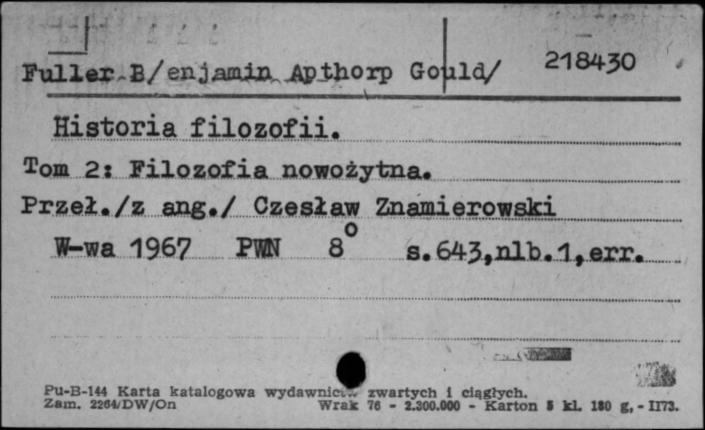 Fuller B/enjamin Apthorp Gould/ 218430
Historia filozofii.
Tom 2: Filozofia nowożytna.
Przeł./z ang./ Czesław Znamierowski
W-wa 1967 PWN 8° s.643,nlb.1,err.
Pu-B-144 Karta katalogowa wydawnictw zwartych i ciągłych.
Zam. 2264/DW/On Wrak 76 - 2.300.000 - Karton 5 kl. 180 g, - II73.